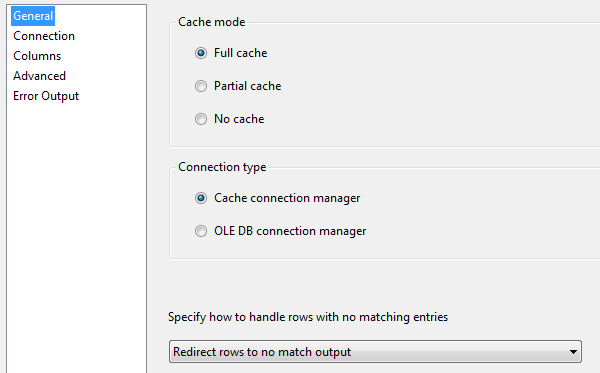 General
Connection
Columns
Advanced
Error Output
Cache mode
Full cache
Partial cache
No cache
Connection type
Cache connection manager
OLE DB connection manager
Specify how to handle rows with no matching entries
Redirect rows to no match output